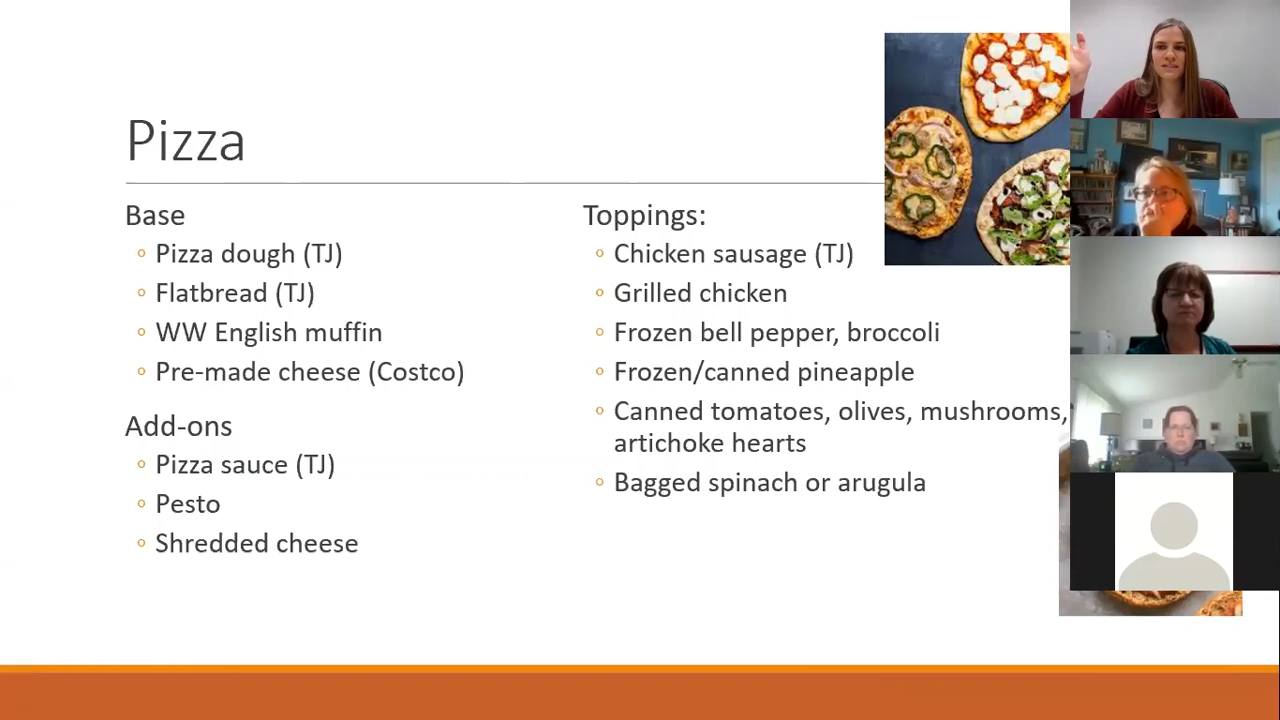 Pizza
Base
Pizza dough (TJ)
Flatbread (TJ)
WW English muffin
Pre-made cheese (Costco)
Add-ons
Pizza sauce (TJ)
Pesto
Shredded cheese
Toppings:
Chicken sausage (TJ)
Grilled chicken
Frozen bell pepper, broccoli
Frozen/canned pineapple
Canned tomatoes, olives, mushrooms,
artichoke hearts
Bagged spinach or arugula